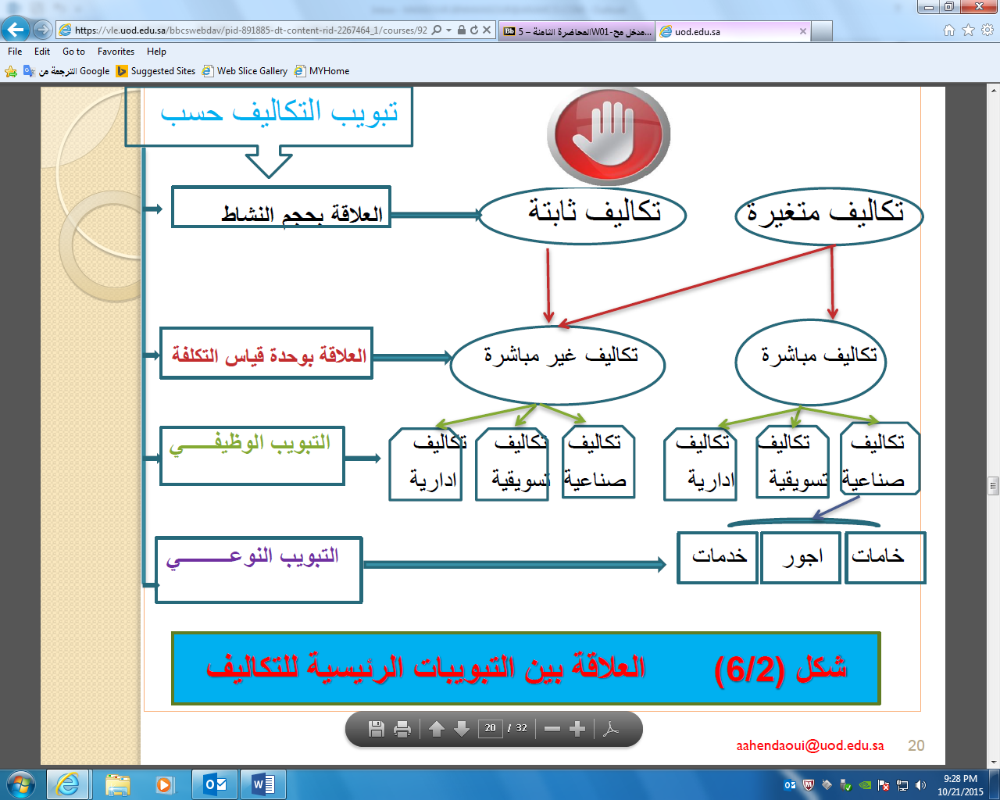 https://vle.uod.edu.sa/bbcswebdav/pid-891885-dt-content-rid-2267464_1/courses/92
Bb المحاضرة الثامنة – 5W01-مدخل مح...
uod.edu.sa
File Edit Go to Favorites Help
الترجمة من Google Suggested Sites Web Slice Gallery MYHome
تبويب التكاليف حسب
العلاقة بحجم النشاط
تكاليف ثابتة
تكاليف متغيرة
العلاقة بوحدة قياس التكلفة
تكاليف غير مباشرة
تكاليف مباشرة
التبويب الوظيفـــــي
تكاليف صناعية
تكاليف تسويقية
تكاليف ادارية
تكاليف صناعية
تكاليف تسويقية
تكاليف ادارية
التبويب النوعــــــــي
خامات
اجور
خدمات
شكل (6/2) العلاقة بين التبويبات الرئيسية للتكاليف
20 / 32
aahendaoui@uod.edu.sa 20
9:28 PM
10/21/2015